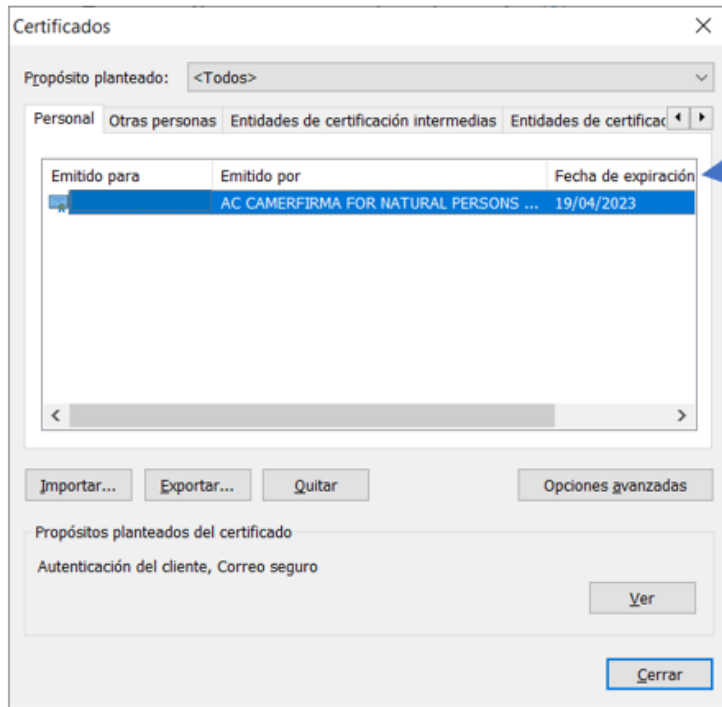 Certificados
Propósito planteado: <Todos>
Personal Otras personas Entidades de certificación intermedias Entidades de certificac
Emitido para Emitido por Fecha de expiración
AC CAMERFIRMA FOR NATURAL PERSONS ... 19/04/2023
Importar... Exportar... Quitar Opciones avanzadas
Propósitos planteados del certificado
Autenticación del cliente, Correo seguro
Ver
Cerrar